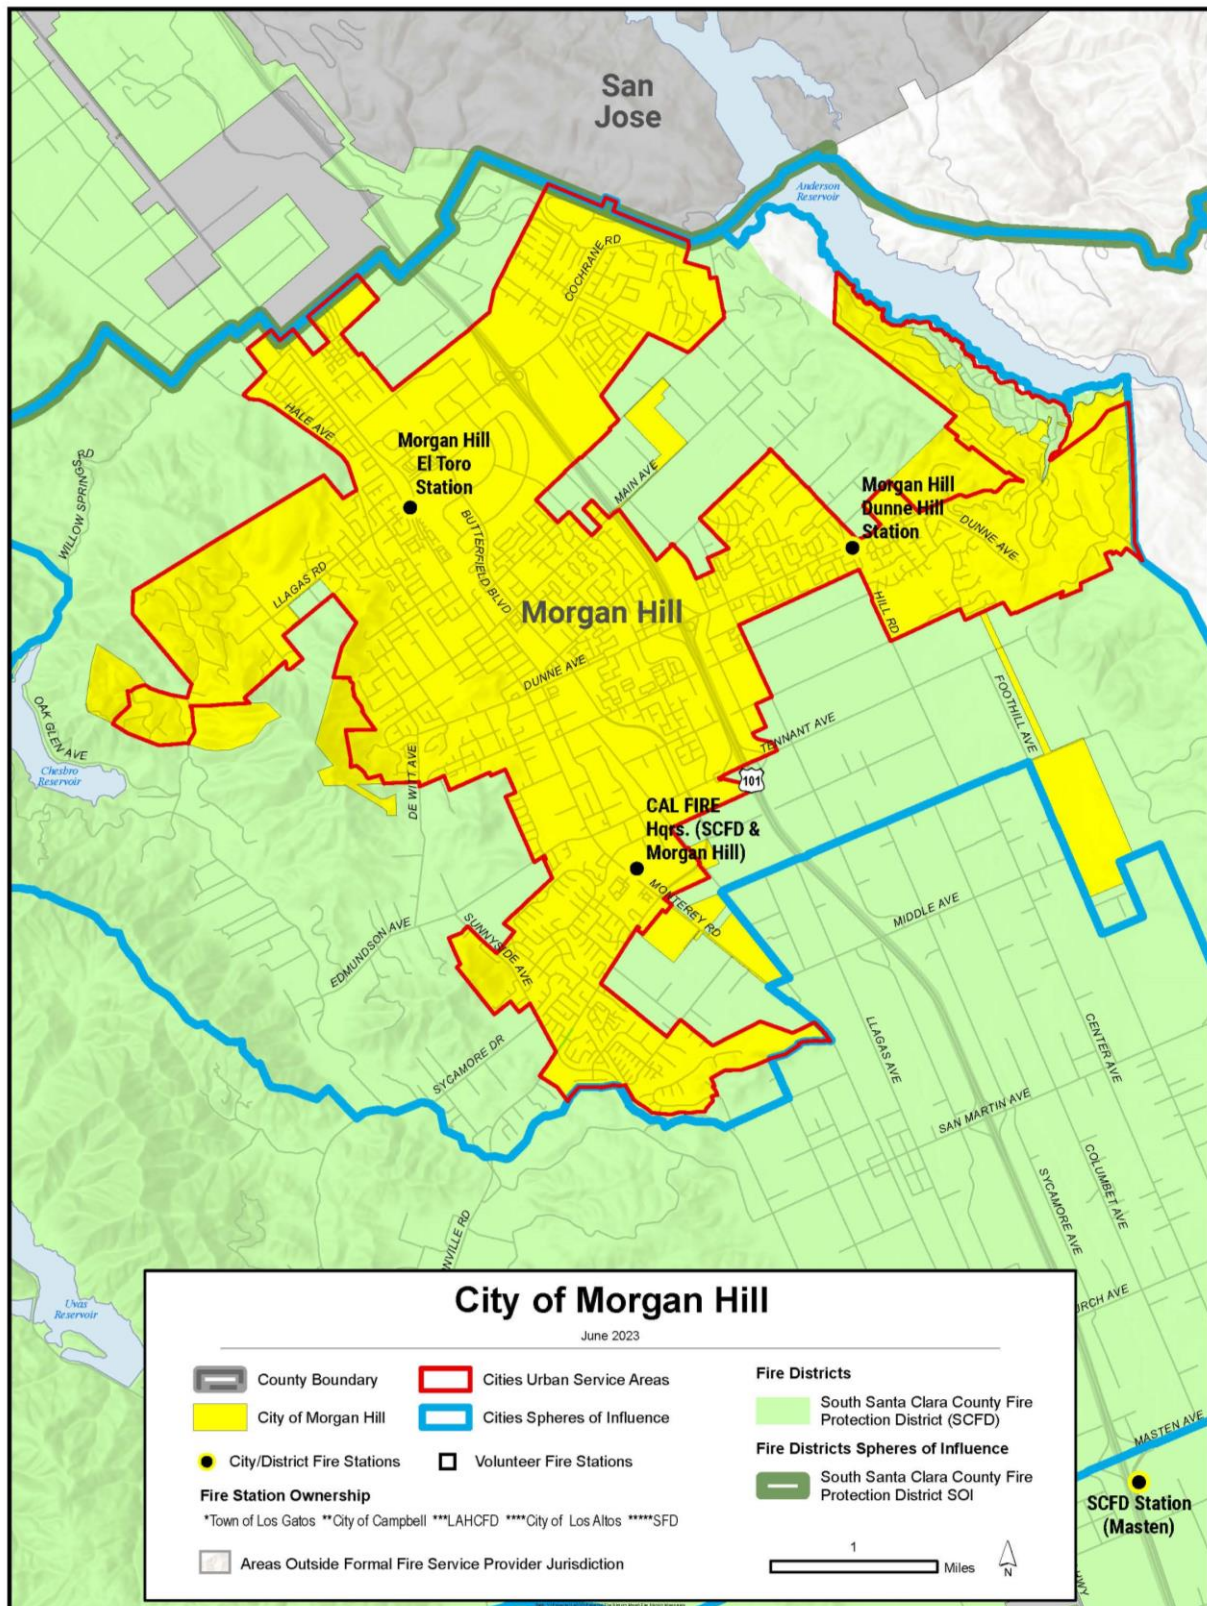 San
Jose
Anderson
Reservoir
COCHRANE RD
HALE AVE
Morgan Hill
El Toro
Station
MAIN AVE
WILLOW SPRINGS RD
Morgan Hill
Dunne Hill
Station
DUNNE AVE
BUTTERFIELD BLVD
LLAGAS RD
Morgan Hill
HILL RD
DUNNE AVE
FOOTHILL AVE
OAK GLEN AVE
TENNANT AVE
Chesbro
Reservoir
DE WITT AVE
101
CAL FIRE
Hqrs. (SCFD &
Morgan Hill)
MONTEREY RD
MIDDLE AVE
EDMUNDSON AVE
SUNNYSIDE AVE
LLAGAS AVE
CENTER AVE
SYCAMORE DR
SAN MARTIN AVE
COLUMBET AVE
SYCAMORE AVE
Uvas
Reservoir
NVILLE RD
URCH AVE
MASTEN AVE
SCFD Station
(Masten)
HWY
City of Morgan Hill
June 2023
County Boundary
Cities Urban Service Areas
City of Morgan Hill
Cities Spheres of Influence
City/District Fire Stations
Volunteer Fire Stations
Fire Station Ownership
*Town of Los Gatos **City of Campbell ***LAHCFD ****City of Los Altos *****SFD
Areas Outside Formal Fire Service Provider Jurisdiction
Fire Districts
South Santa Clara County Fire
Protection District (SCFD)
Fire Districts Spheres of Influence
South Santa Clara County Fire
Protection District SOI
1
Miles
N